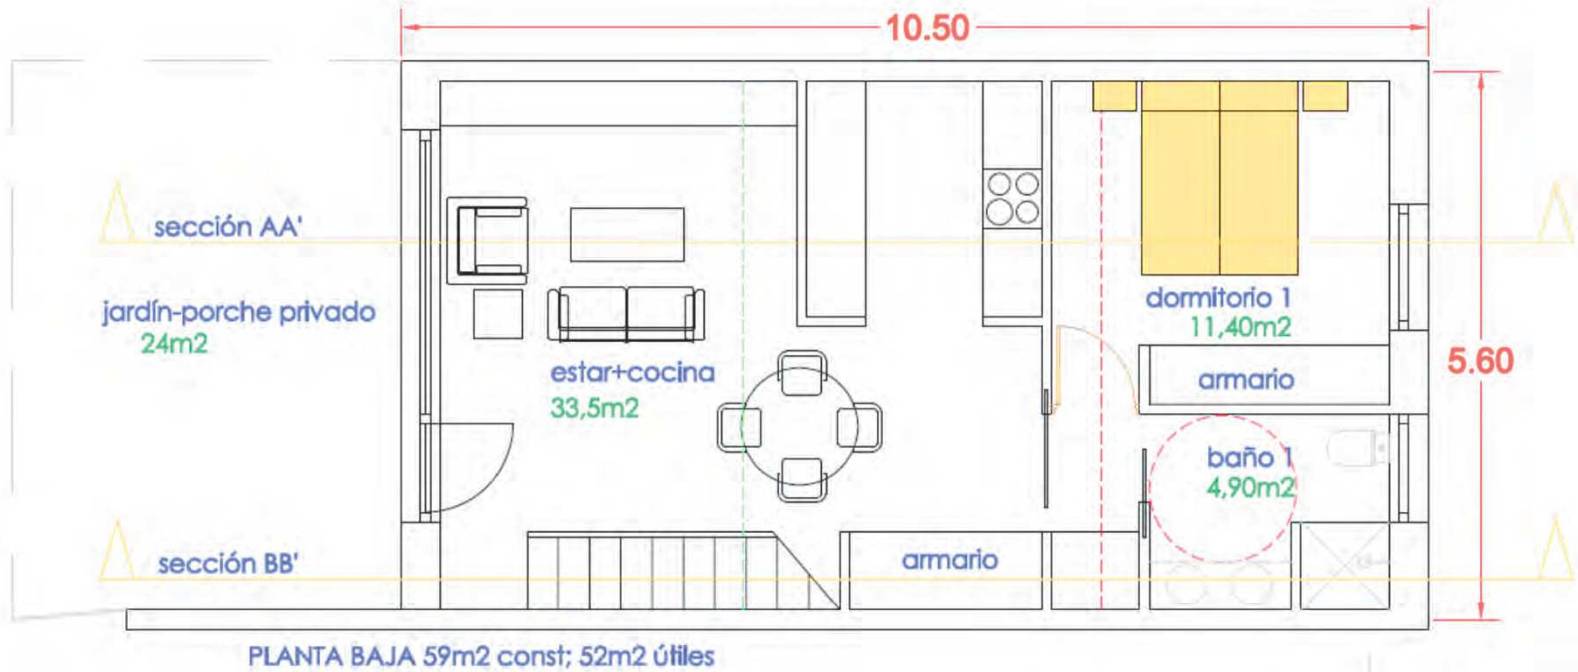 10.50
sección AA'
jardín-porche privado
24m2
estar+cocina
33,5m2
dormitorio 1
11,40m2
armario
5.60
baño 1
4,90m2
sección BB'
armario
PLANTA BAJA 59m2 const; 52m2 útiles